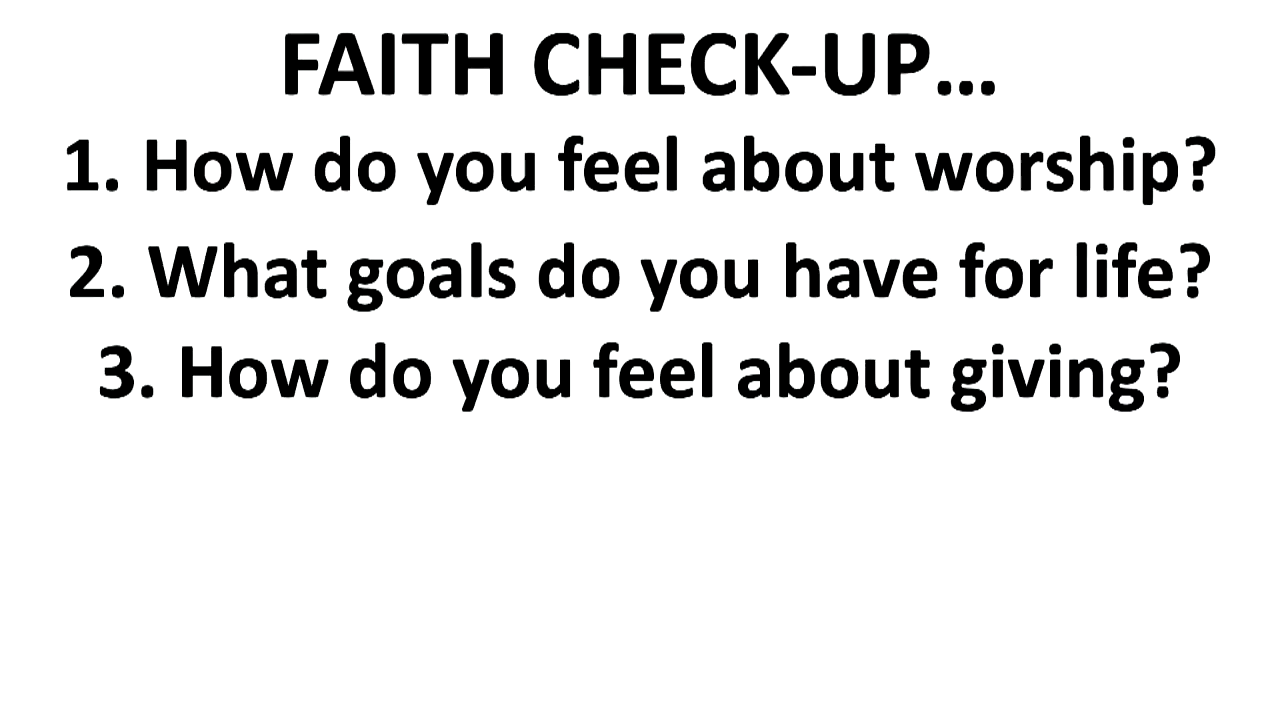 FAITH CHECK-UP…
1. How do you feel about worship?
2. What goals do you have for life?
3. How do you feel about giving?